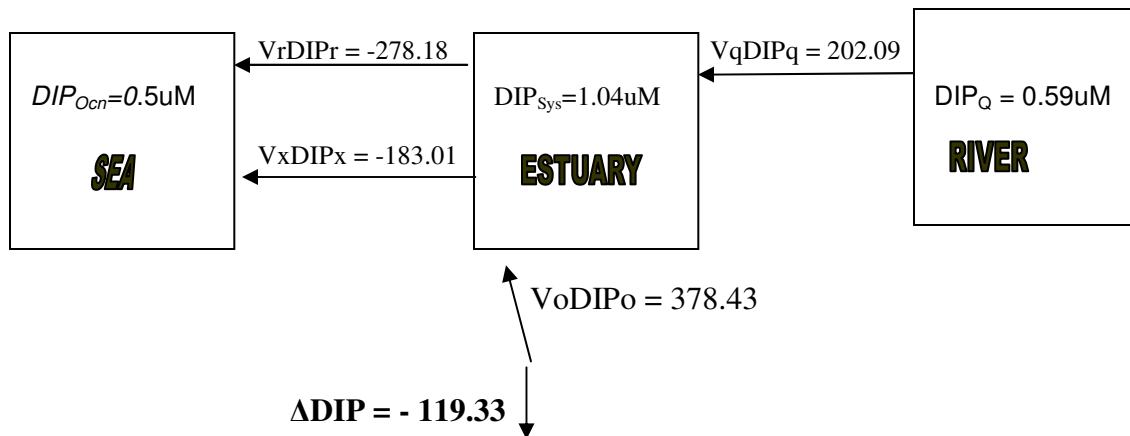 VrDIPr = -278.18
VqDIPq = 202.09
DIPOcn=0.5uM
DIPSys=1.04uM
DIPQ = 0.59uM
VxDIPx = -183.01
SEA
ESTUARY
RIVER
VoDIPo = 378.43
ΔDIP = - 119.33